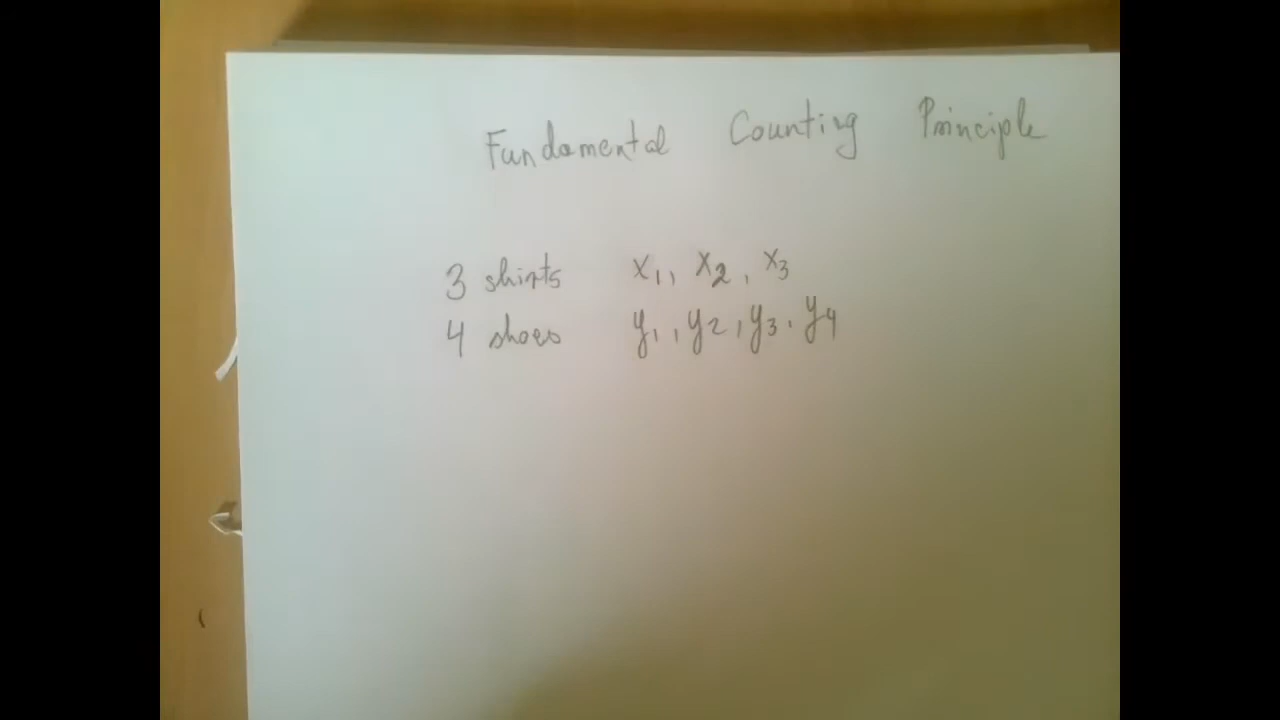 Fundamental Counting Principle
3 shirts x1, x2, x3
4 shoes y1, y2, y3, y4